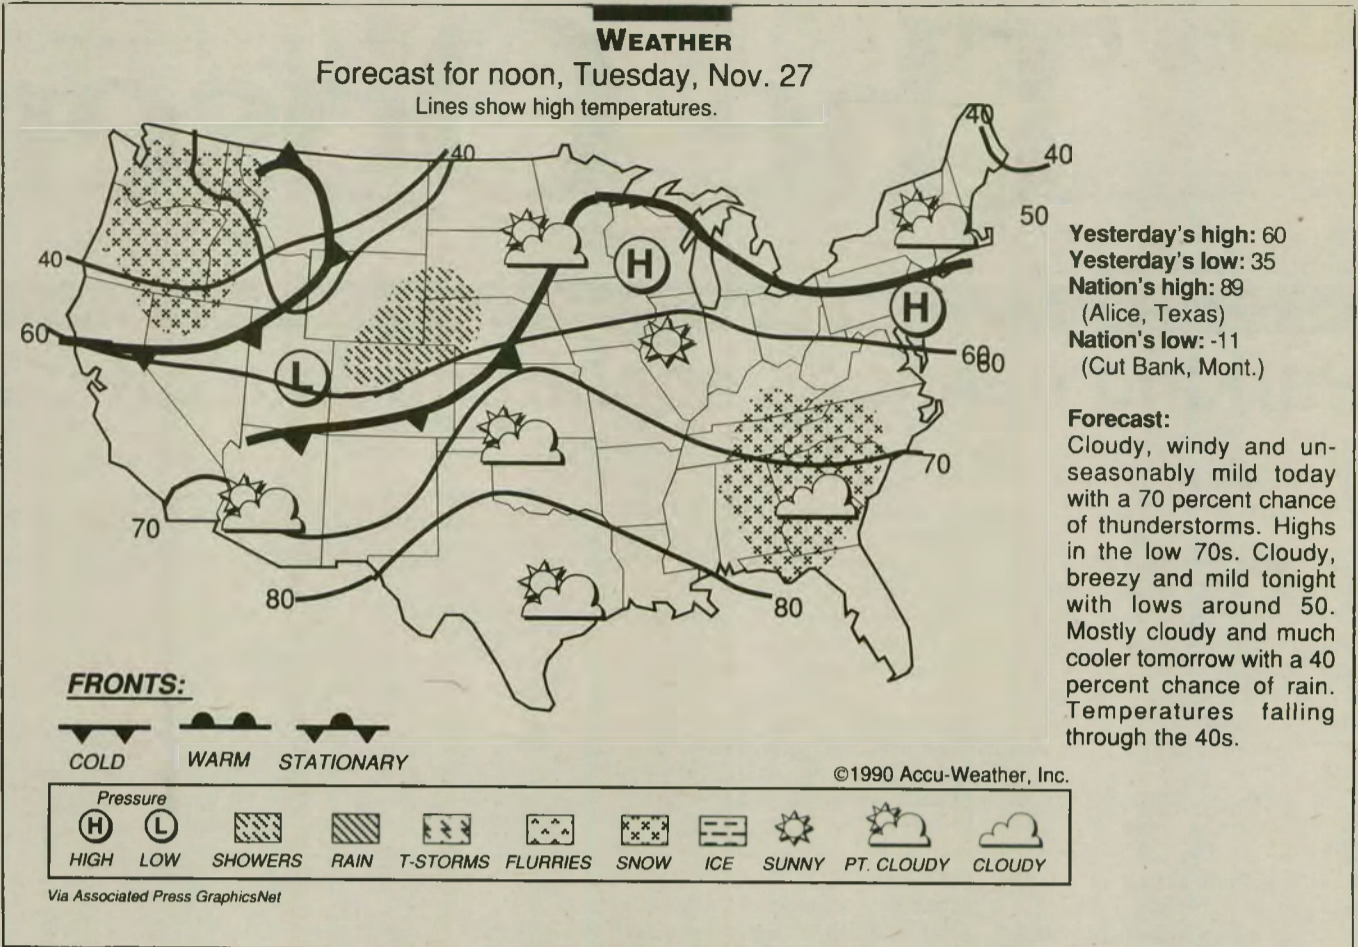 WEATHER
Forecast for noon, Tuesday, Nov. 27
Lines show high temperatures.
40
40
40
50
40
60
H
H
L
60
60
70
70
80
80
Yesterday's high: 60
Yesterday's low: 35
Nation's high: 89
(Alice, Texas)
Nation's low: -11
(Cut Bank, Mont.)
Forecast:
Cloudy, windy and un-
seasonably mild today
with a 70 percent chance
of thunderstorms. Highs
in the low 70s. Cloudy,
breezy and mild tonight
with lows around 50.
Mostly cloudy and much
cooler tomorrow with a 40
percent chance of rain.
Temperatures falling
through the 40s.
FRONTS:
COLD WARM STATIONARY
©1990 Accu-Weather, Inc.
Pressure
H L
HIGH LOW SHOWERS RAIN T-STORMS FLURRIES SNOW ICE SUNNY PT. CLOUDY CLOUDY
Via Associated Press GraphicsNet